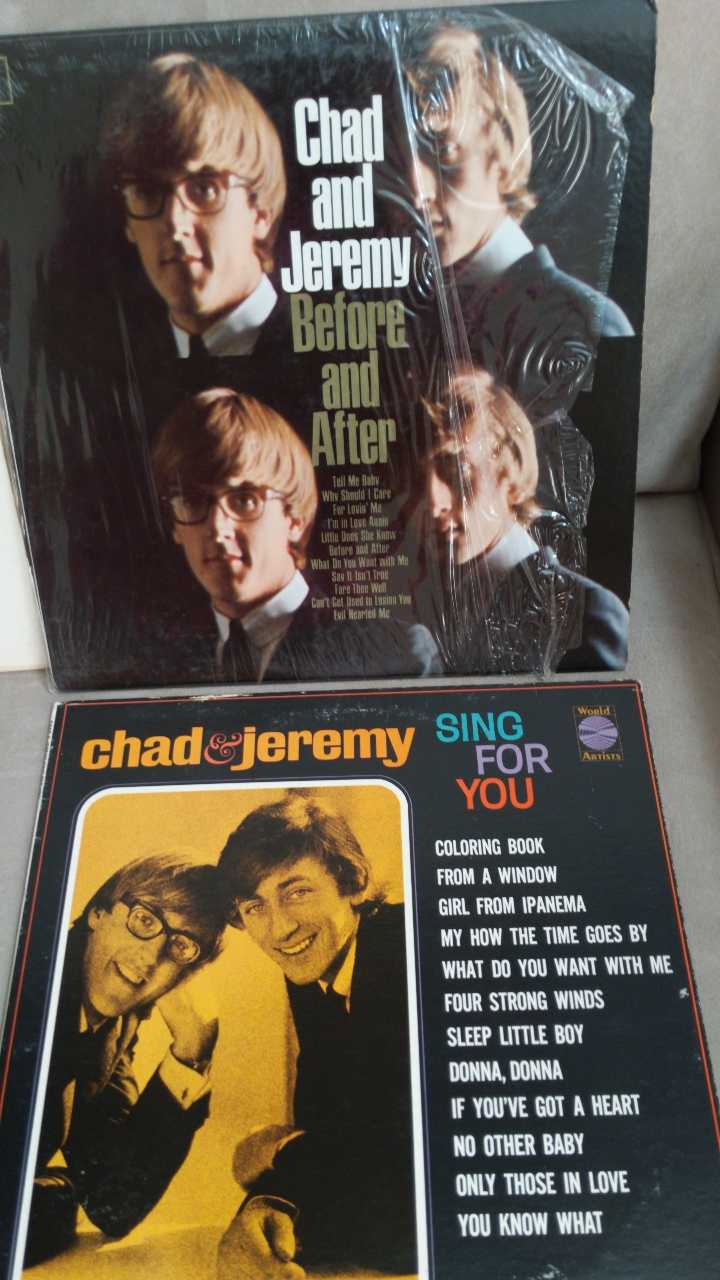 Chad
and
Jeremy
Before
and
After
Tell Me Baby
Why Should I Care
For Lovin' Me
I'm in Love Again
Little Does She Know
Before and After
What Do You Want with Me
Say It Isn't True
Fare Thee Well
Can't Get Used to Losing You
Evil Hearted Me
chad & jeremy
SING
FOR
YOU
World
ARTISTS
COLORING BOOK
FROM A WINDOW
GIRL FROM IPANEMA
MY HOW THE TIME GOES BY
WHAT DO YOU WANT WITH ME
FOUR STRONG WINDS
SLEEP LITTLE BOY
DONNA, DONNA
IF YOU'VE GOT A HEART
NO OTHER BABY
ONLY THOSE IN LOVE
YOU KNOW WHAT